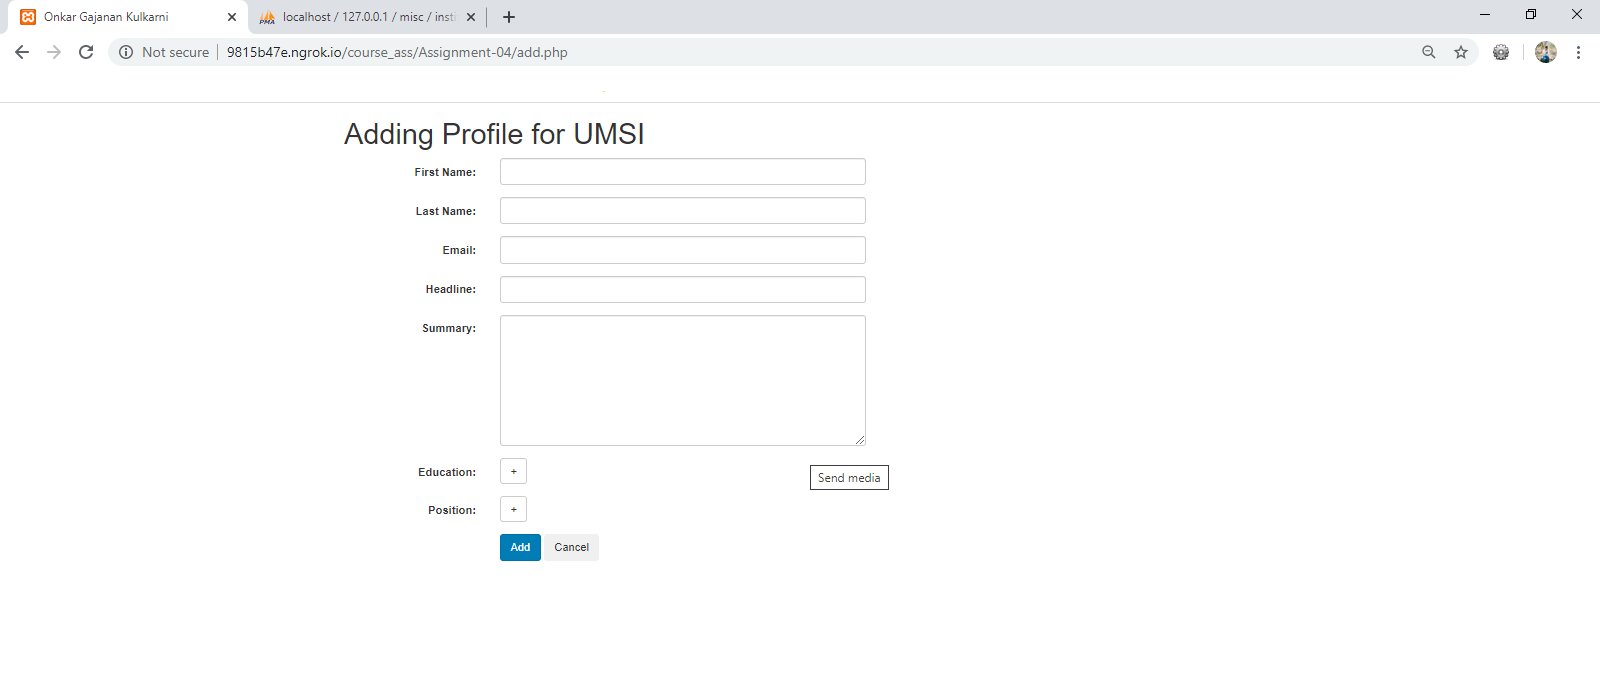 Onkar Gajanan Kulkarni
localhost / 127.0.0.1 / misc / insti
Not secure
9815b47e.ngrok.io/course_ass/Assignment-04/add.php
Adding Profile for UMSI
First Name:
Last Name:
Email:
Headline:
Summary:
Education: +
Send media
Position: +
Add Cancel